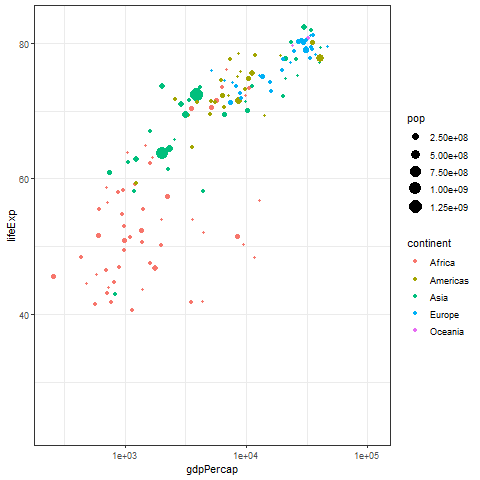 80
60
40
lifeExp
1e+03
1e+04
1e+05
gdpPercap
pop
2.50e+08
5.00e+08
7.50e+08
1.00e+09
1.25e+09
continent
Africa
Americas
Asia
Europe
Oceania